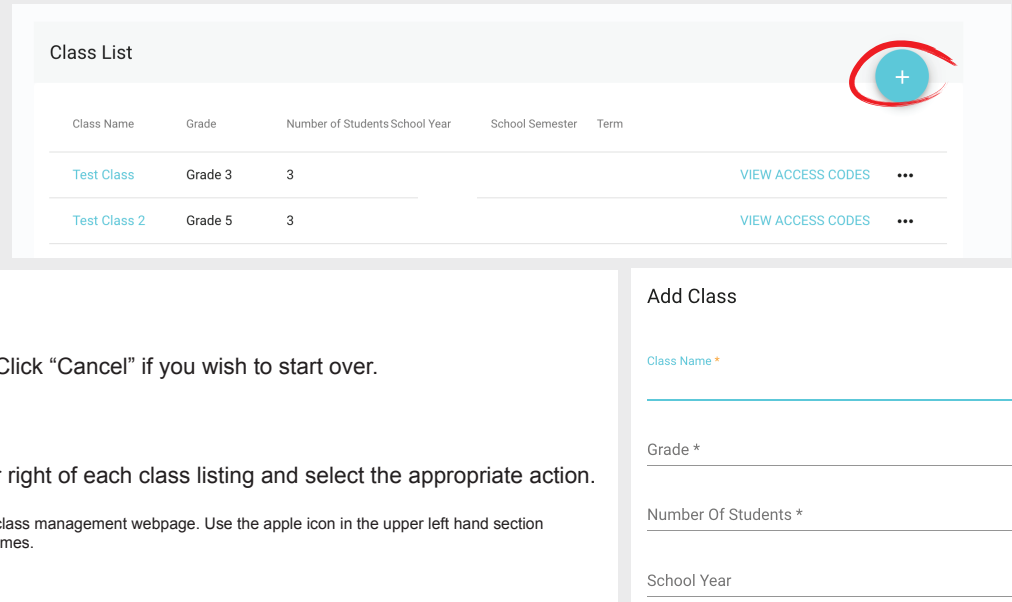 Class List
+
Class Name Grade Number of Students School Year School Semester Term
Test Class Grade 3 3 VIEW ACCESS CODES •••
Test Class 2 Grade 5 3 VIEW ACCESS CODES •••
Click “Cancel” if you wish to start over.
right of each class listing and select the appropriate action.
class management webpage. Use the apple icon in the upper left hand section
mes.
Add Class
Class Name *
Grade *
Number Of Students *
School Year